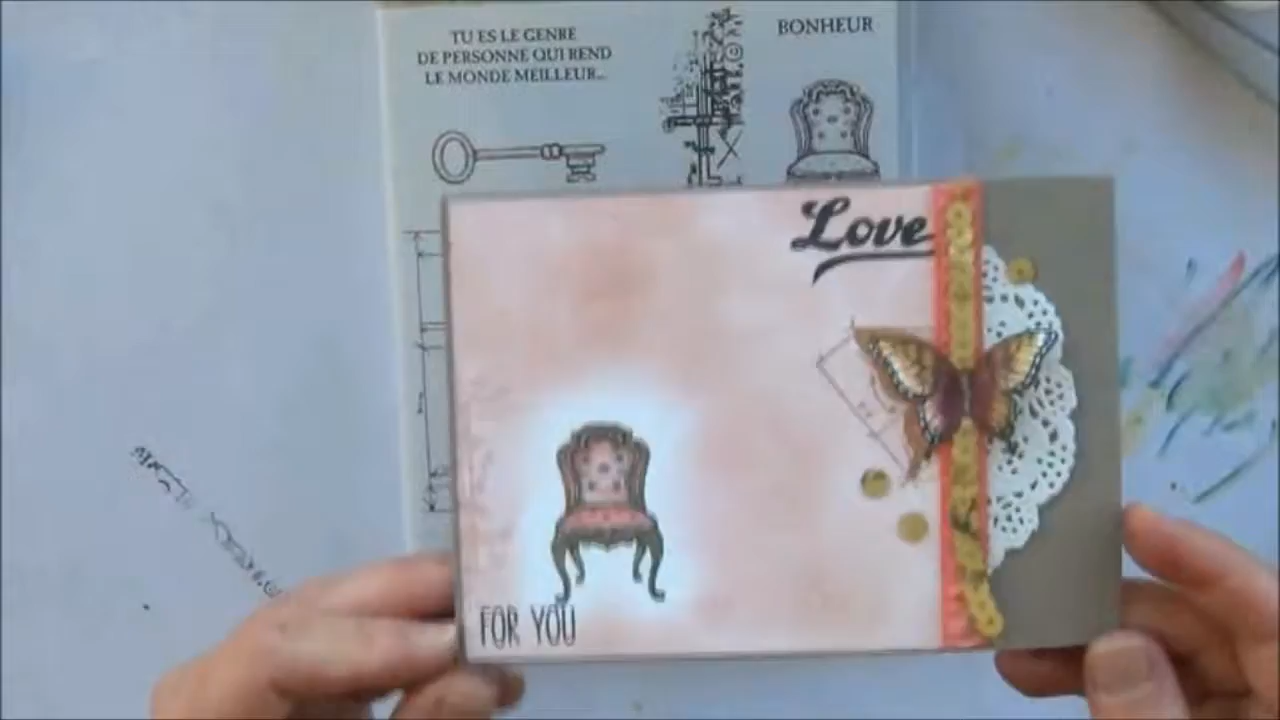 TU ES LE GENRE
DE PERSONNE QUI REND
LE MONDE MEILLEUR...
BONHEUR
Love
FOR YOU